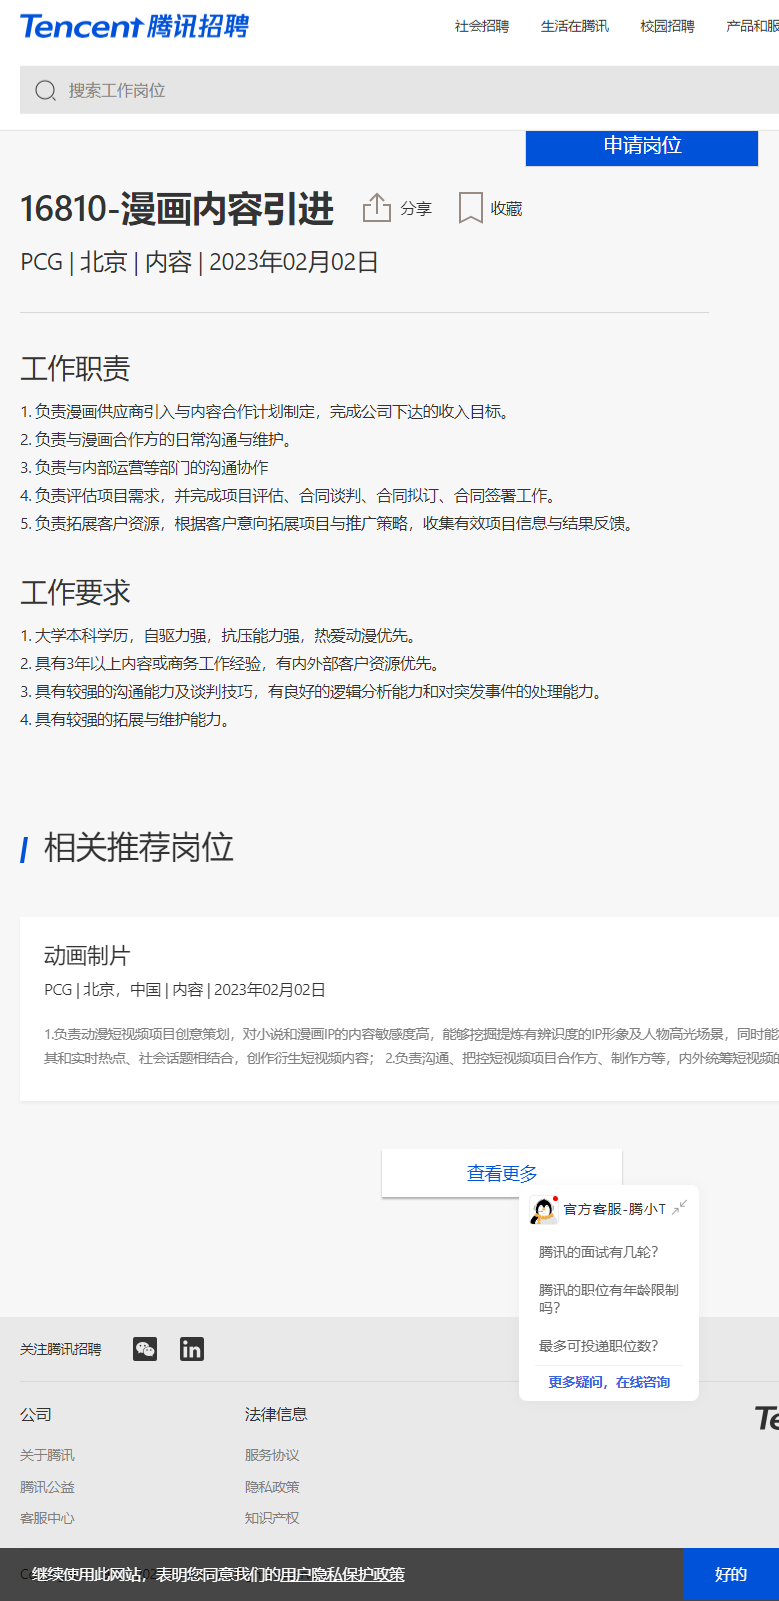 Tencent 腾讯招聘
社会招聘 生活在腾讯 校园招聘 产品和服
搜索工作岗位
申请岗位
16810-漫画内容引进 分享 收藏
PCG | 北京 | 内容 | 2023年02月02日
工作职责
1. 负责漫画供应商引入与内容合作计划制定，完成公司下达的收入目标。
2. 负责与漫画合作方的日常沟通与维护。
3. 负责与内部运营等部门的沟通协作
4. 负责评估项目需求，并完成项目评估、合同谈判、合同拟订、合同签署工作。
5. 负责拓展客户资源，根据客户意向拓展项目与推广策略，收集有效项目信息与结果反馈。
工作要求
1. 大学本科学历，自驱力强，抗压能力强，热爱动漫优先。
2. 具有3年以上内容或商务工作经验，有内外部客户资源优先。
3. 具有较强的沟通能力及谈判技巧，有良好的逻辑分析能力和对突发事件的处理能力。
4. 具有较强的拓展与维护能力。
相关推荐岗位
动画制片
PCG | 北京，中国 | 内容 | 2023年02月02日
1.负责动漫短视频项目创意策划，对小说和漫画IP的内容敏感度高，能够挖掘提炼有辨识度的IP形象及人物高光场景，同时能
其和实时热点、社会话题相结合，创作衍生短视频内容； 2.负责沟通、把控短视频项目合作方、制作方等，内外统筹短视频的
查看更多
官方客服-腾小T
腾讯的面试有几轮？
腾讯的职位有年龄限制
吗？
最多可投递职位数？
更多疑问，在线咨询
关注腾讯招聘
公司 法律信息
关于腾讯 服务协议
腾讯公益 隐私政策
客服中心 知识产权
继续使用此网站，表明您同意我们的用户隐私保护政策 好的